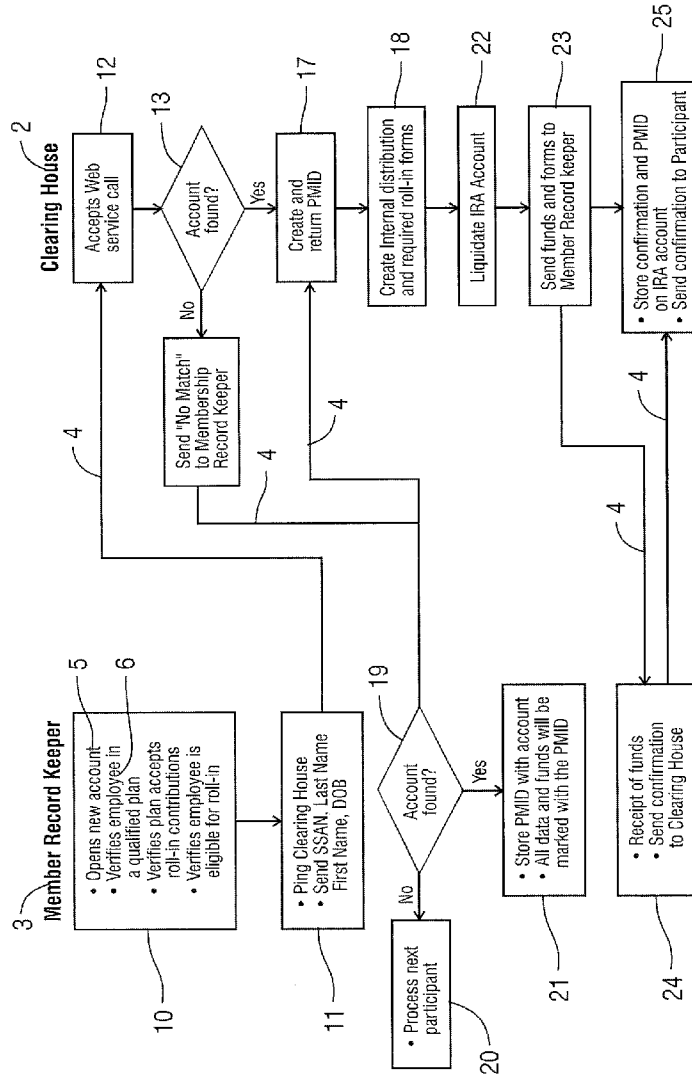 3
Member Record Keeper
5
• Opens new account
6
• Verifies employee in
a qualified plan
• Verifies plan accepts
roll-in contributions
• Verifies employee is
eligible for roll-in
10
• Ping Clearing House
• Send SSAN, Last Name
First Name, DOB
11
19
Account
found?
No
• Process next
participant
20
Yes
• Store PMID with account
• All data and funds will be
marked with the PMID
21
• Receipt of funds
• Send confirmation
to Clearing House
24
4
4
4
4
4
2
Clearing House
Accepts Web
service call
12
13
Account
found?
No
Send "No Match"
to Membership
Record Keeper
Yes
Create and
return PMID
17
Create Internal distribution
and required roll-in forms
18
Liquidate IRA Account
22
Send funds and forms to
Member Record keeper
23
• Store confirmation and PMID
on IRA account
• Send confirmation to Participant
25